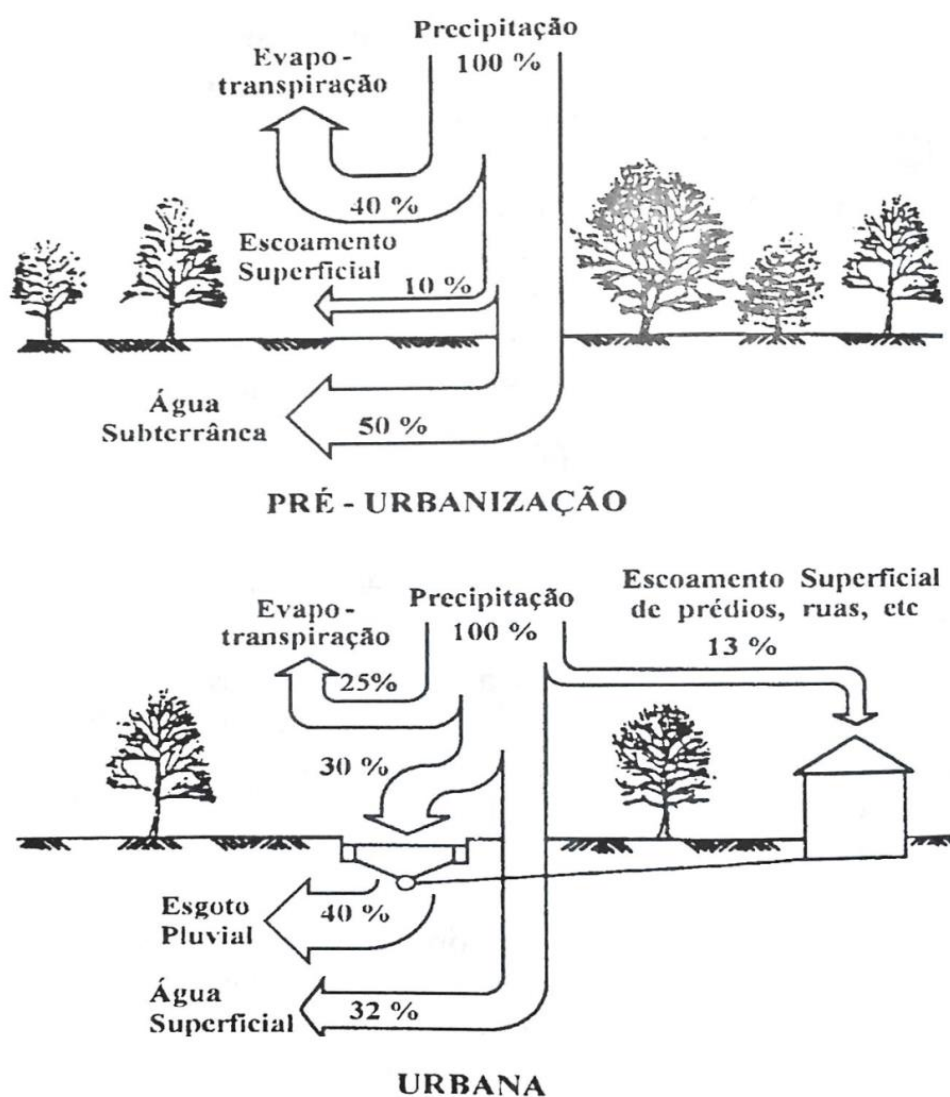 Precipitação
100 %
Evapo -
transpiração
40 %
Escoamento
Superficial
10 %
Água
Subterrânea
50 %
PRÉ - URBANIZAÇÃO
Escoamento Superficial
de prédios, ruas, etc
13 %
Precipitação
100 %
Evapo -
transpiração
25%
30 %
Esgoto
Pluvial
40 %
Água
Superficial
32 %
URBANA